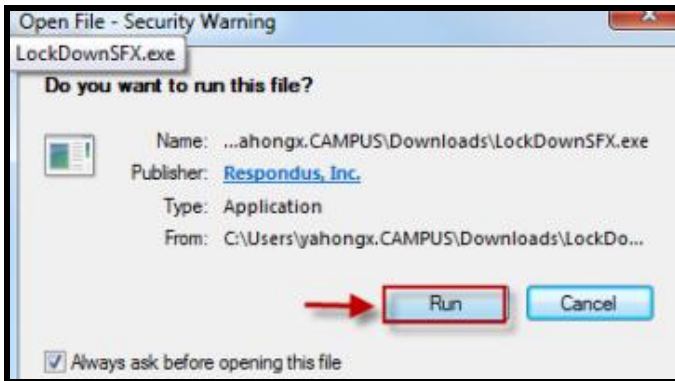 Open File - Security Warning
LockDownSFX.exe
Do you want to run this file?
Name: ...ahongx.CAMPUS\Downloads\LockDownSFX.exe
Publisher: Respondus, Inc.
Type: Application
From: C:\Users\yahongx.CAMPUS\Downloads\LockDo...
Run Cancel
Always ask before opening this file